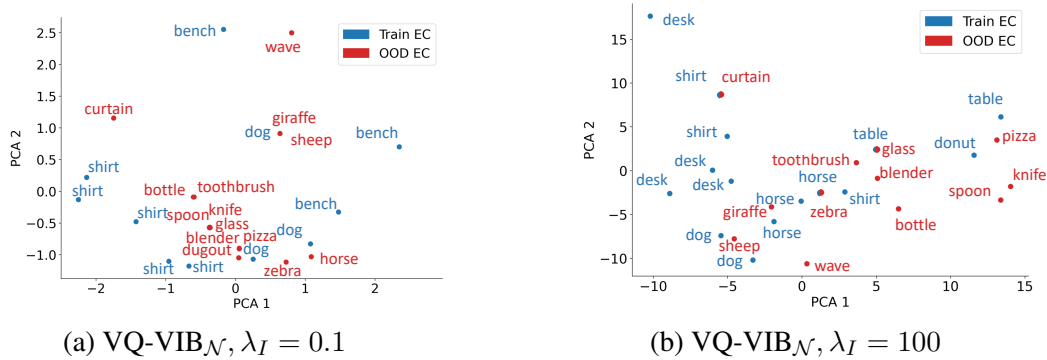 2.5
2.0
1.5
1.0
0.5
0.0
−0.5
−1.0
PCA 2
−2
−1
0
1
2
PCA 1
Train EC
OOD EC
bench
wave
curtain
giraffe
dog
sheep
bench
shirt
shirt
bottle
toothbrush
shirt
spoon
knife
glass
bench
blender
pizza
dog
dugout
dog
shirt
shirt
zebra
horse
(a) VQ-VIB𝒩, λI = 0.1
15
10
5
0
−5
−10
PCA 2
−10
−5
0
5
10
15
PCA 1
Train EC
OOD EC
desk
shirt
curtain
table
shirt
table
glass
donut
pizza
toothbrush
desk
blender
knife
desk
desk
horse
horse
zebra
shirt
spoon
giraffe
bottle
dog
horse
sheep
dog
wave
(b) VQ-VIB𝒩, λI = 100